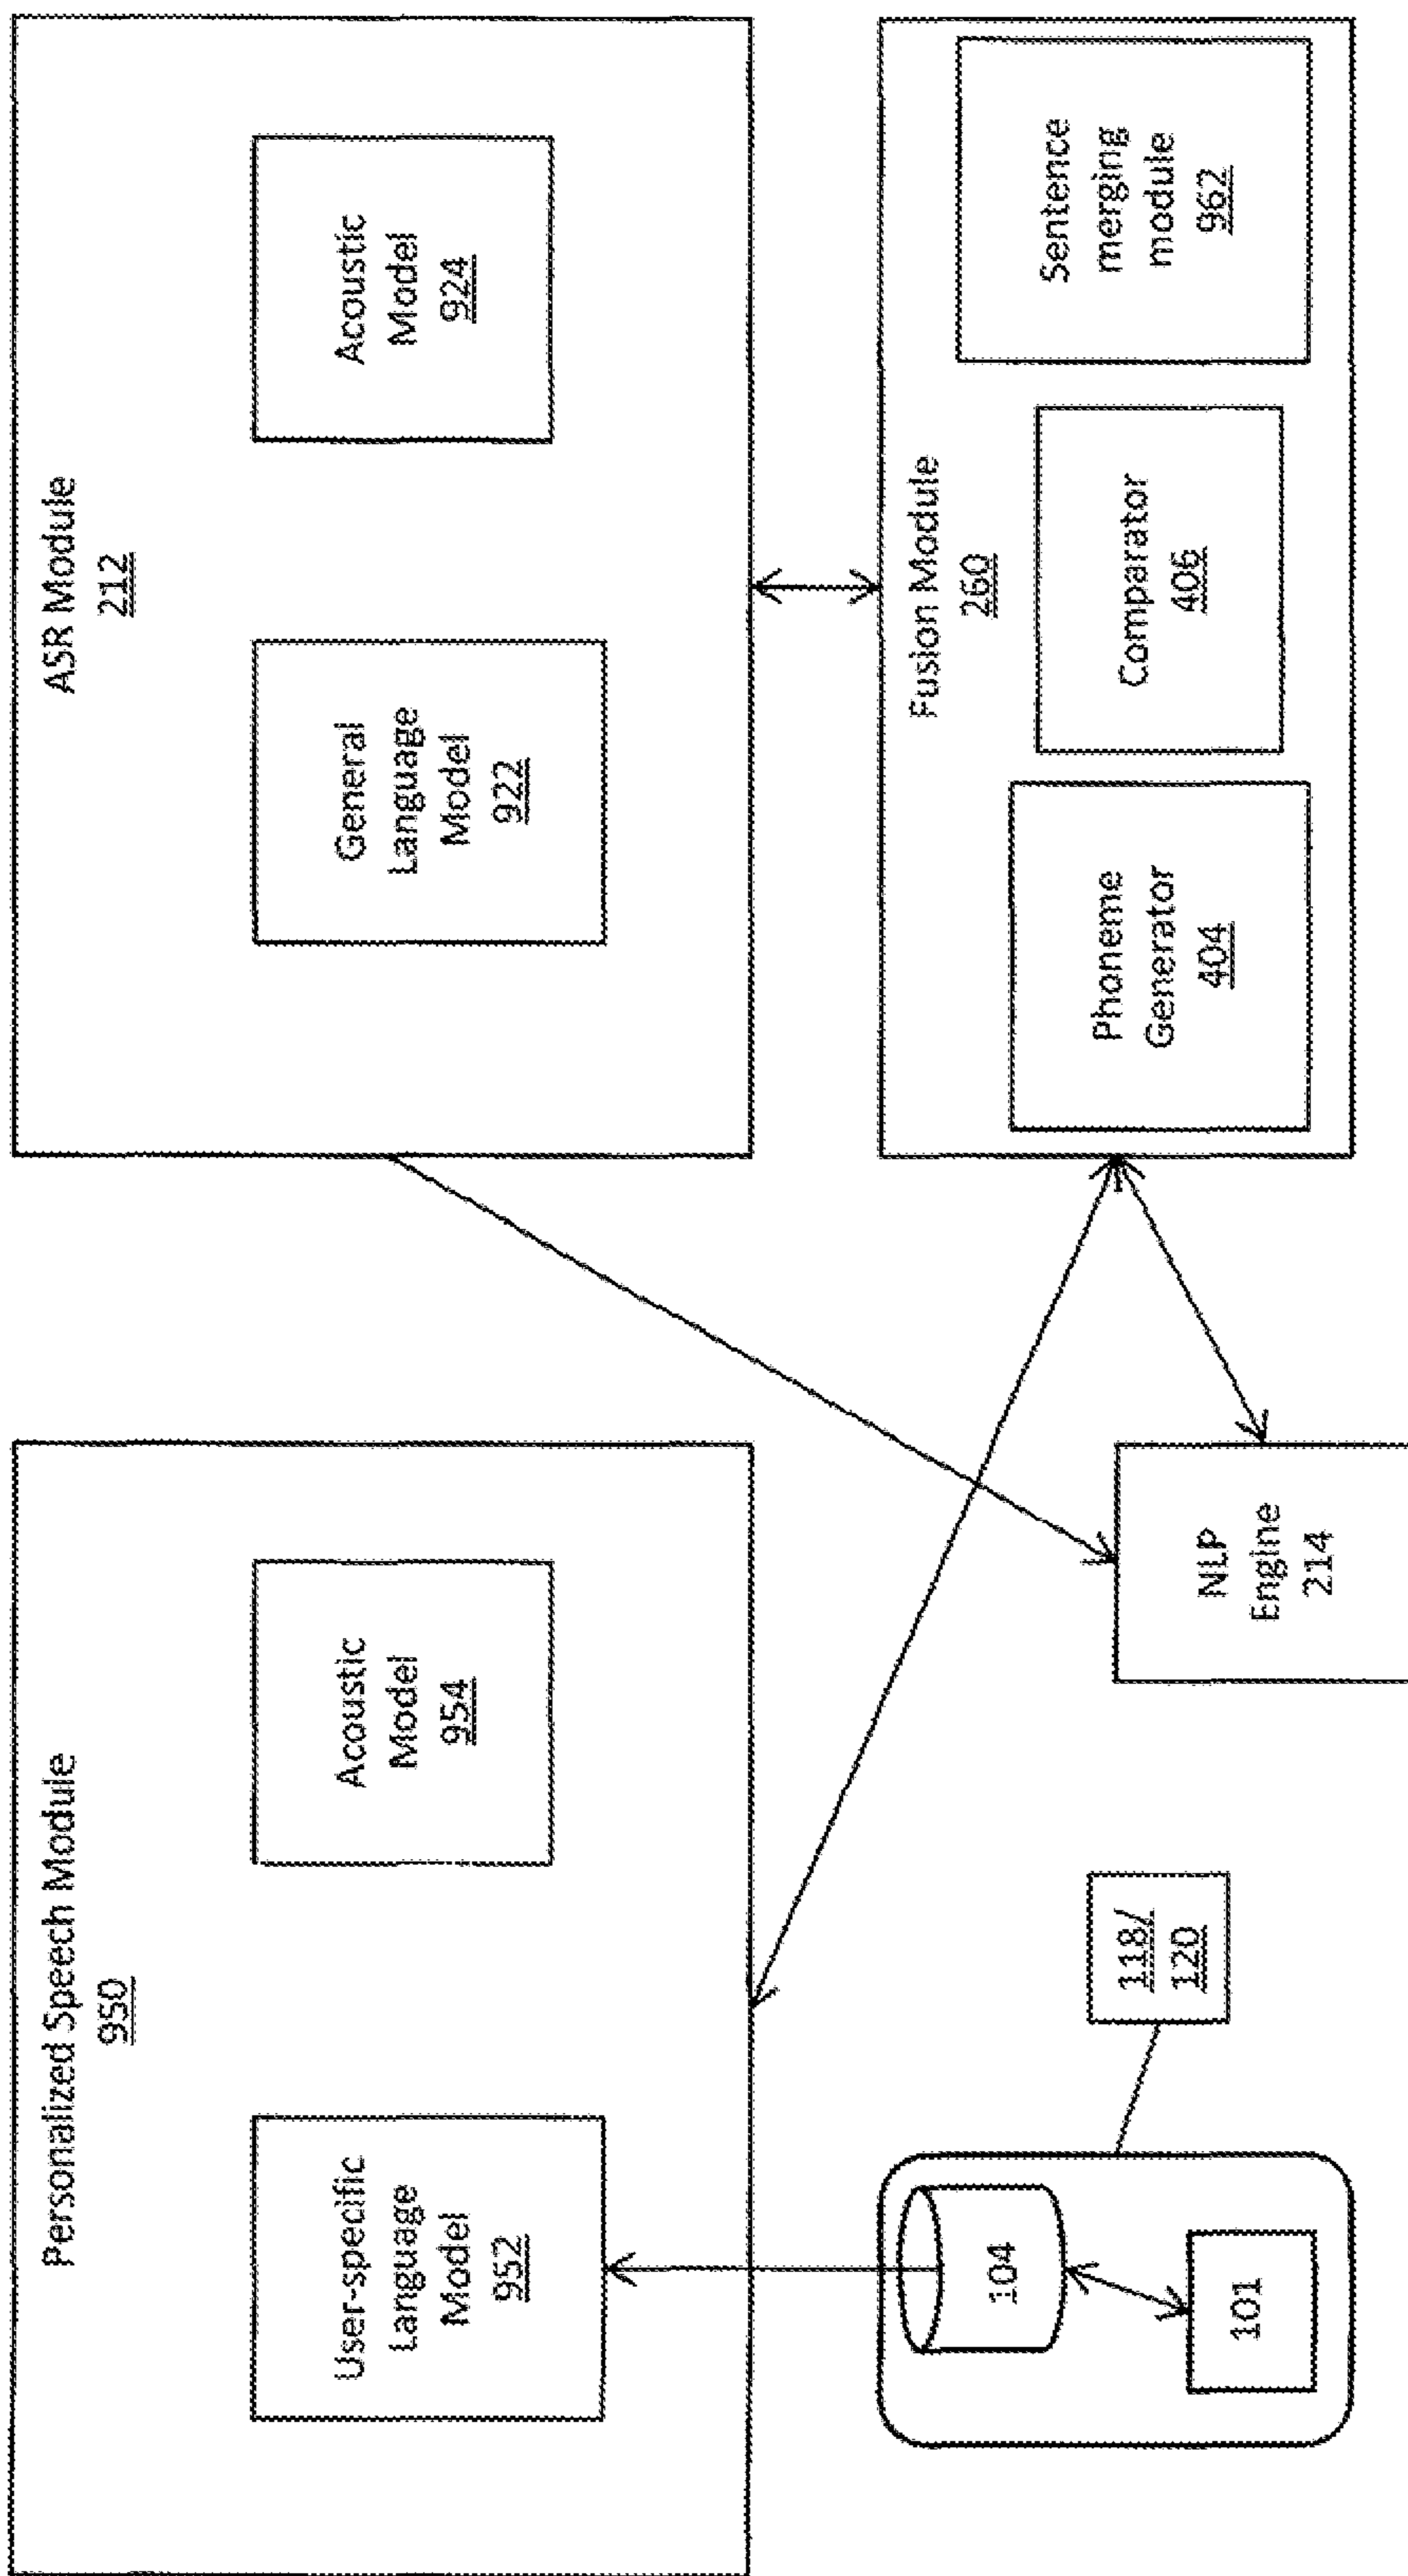 Personalized Speech Module
950
User-specific
Language
Model
952
Acoustic
Model
954
ASR Module
212
General
Language
Model
922
Acoustic
Model
924
104
101
118/
120
NLP
Engine
214
Fusion Module
260
Phoneme
Generator
404
Comparator
406
Sentence
merging
module
962